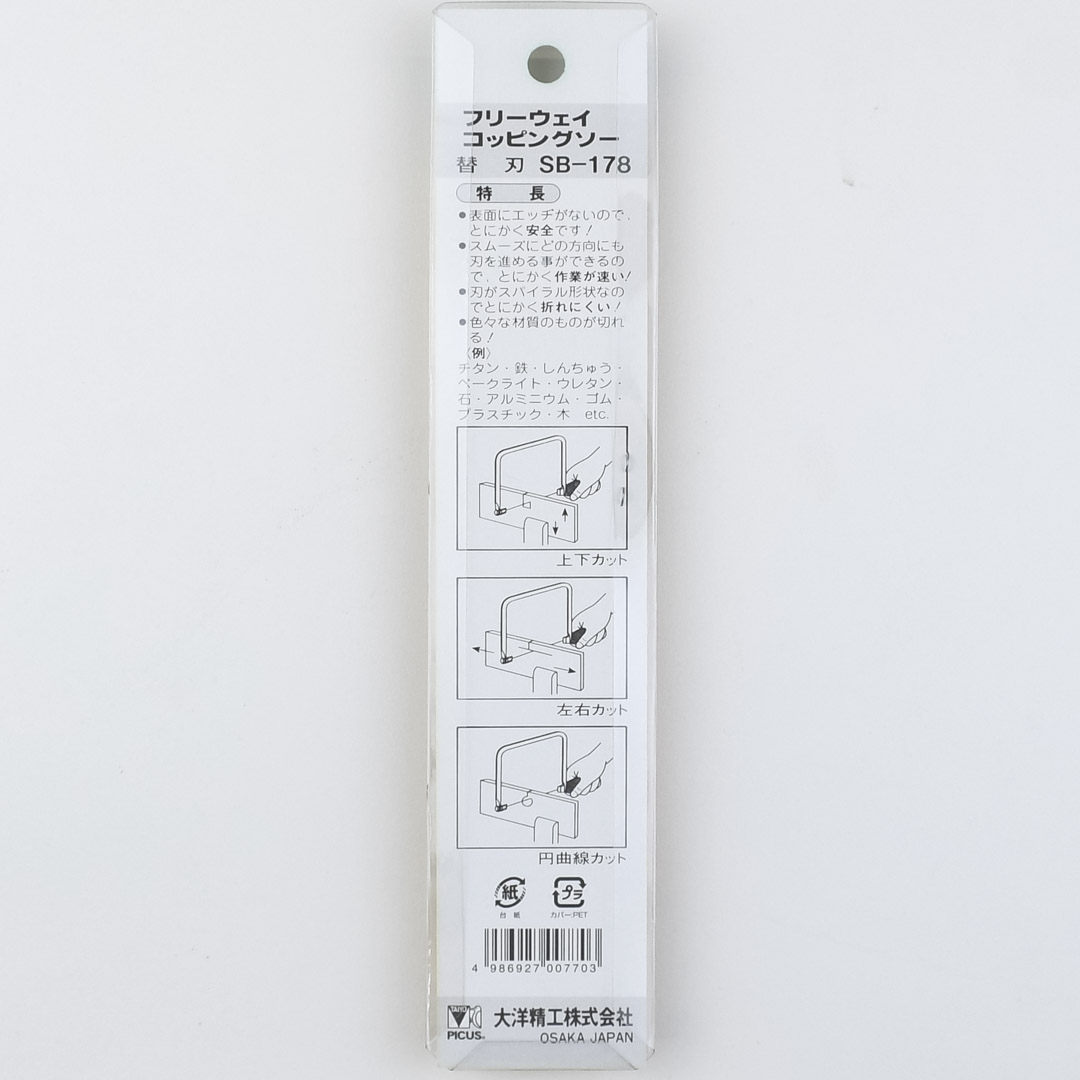 フリーウェイ
コッピングソー
替 刃 SB-178
特 長
●表面にエッヂがないので、
とにかく安全です!
●スムーズにどの方向にも
刃を進める事ができるの
で、とにかく作業が速い!
●刃がスパイラル形状なの
でとにかく折れにくい!
●色々な材質のものが切れ
る!
〈例〉
チタン・鉄・しんちゅう・
ベークライト・ウレタン・
石・アルミニウム・ゴム・
プラスチック・木 etc.
上下カット
左右カット
円曲線カット
紙 プラ
台紙 カバー:PET
4 986927 007703
TAIYO
PICUS 大洋精工株式会社
OSAKA JAPAN